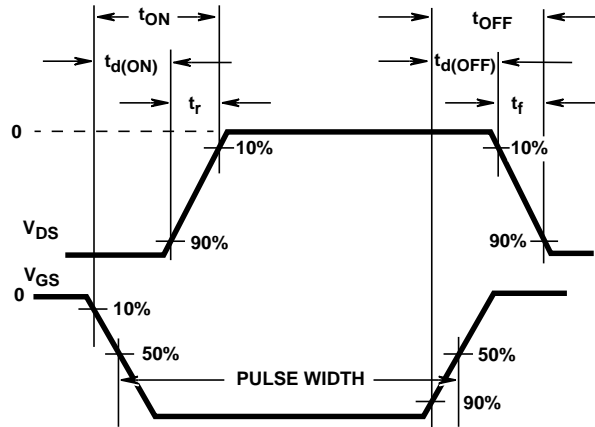 tON tOFF
td(ON) td(OFF)
tr tf
0
10% 10%
VDS 90% 90%
VGS
0
10%
50% 50%
PULSE WIDTH
90%